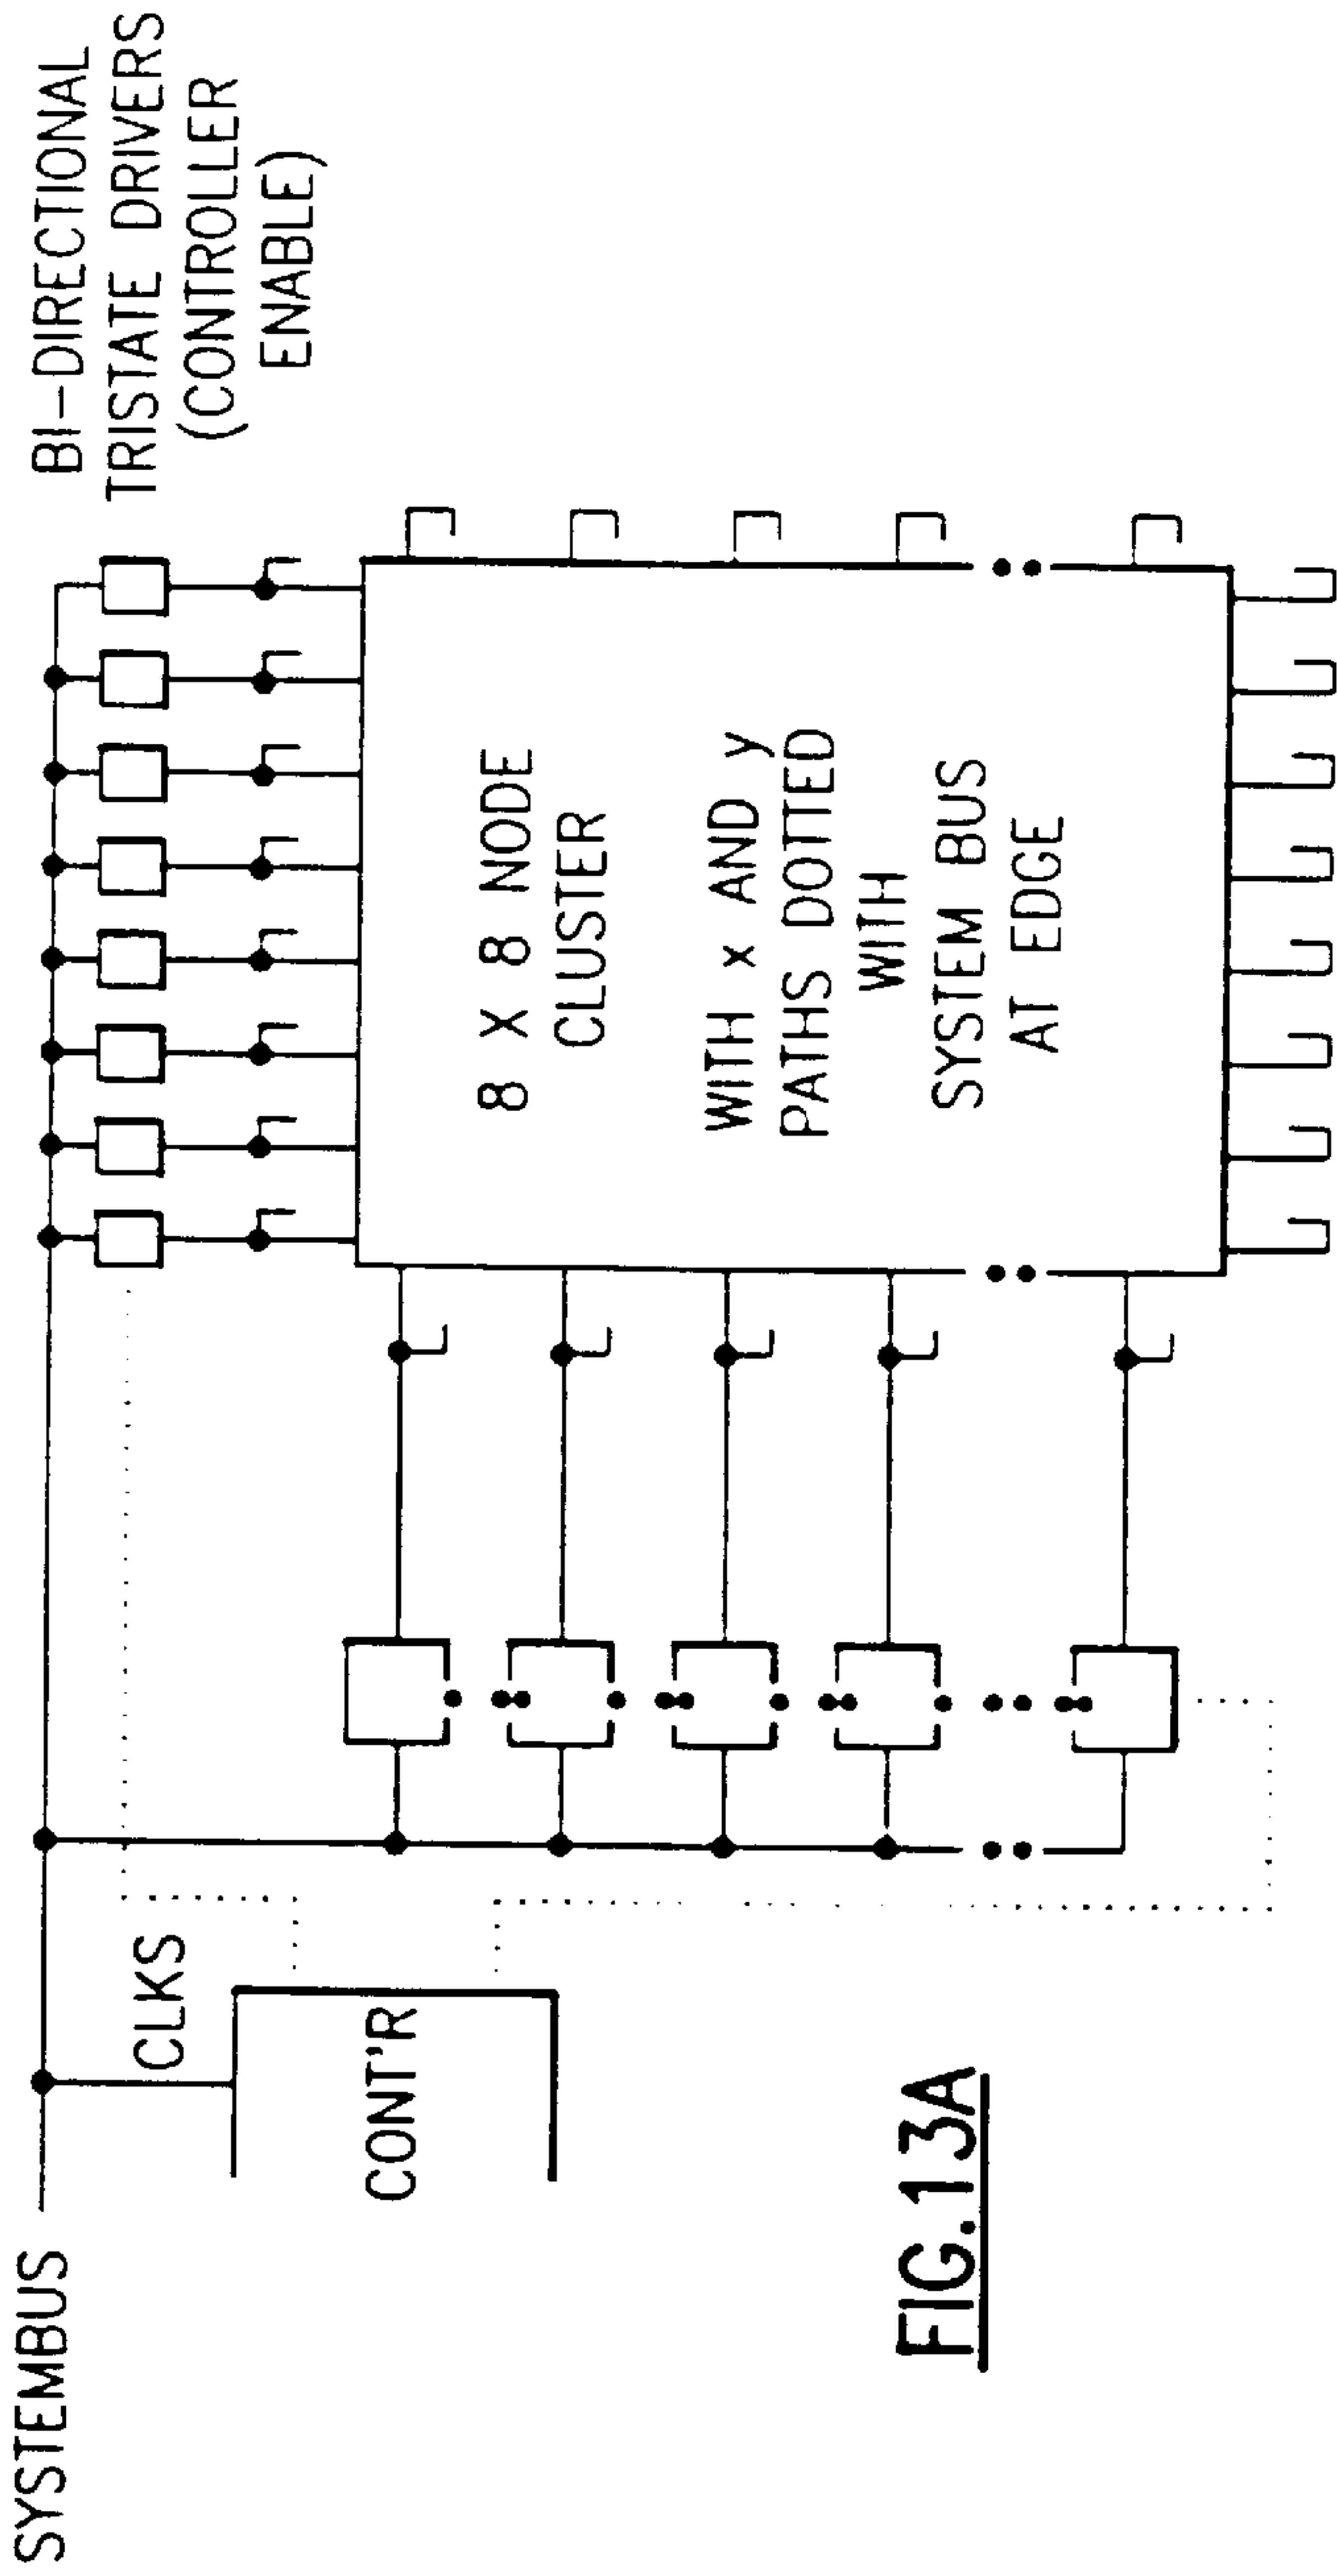 SYSTEMBUS
CLKS
CONT'R
BI-DIRECTIONAL
TRISTATE DRIVERS
(CONTROLLER
ENABLE)
8 X 8 NODE
CLUSTER
WITH x AND y
PATHS DOTTED
WITH
SYSTEM BUS
AT EDGE
FIG.13A